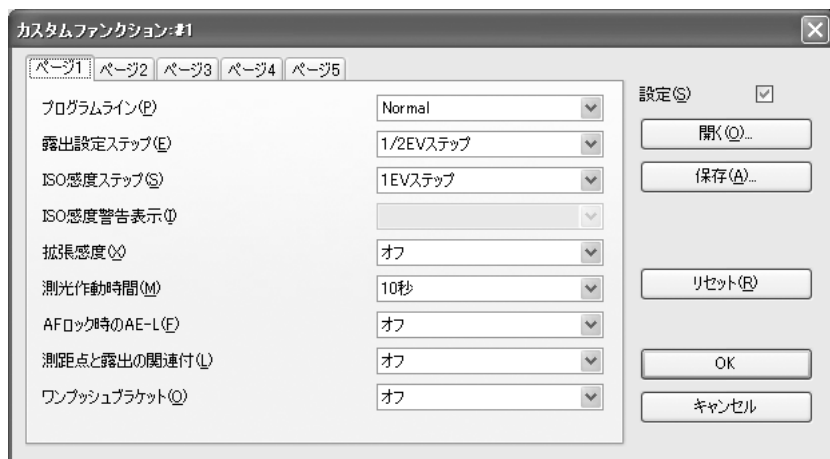 カスタムファンクション:#1
ページ1 ページ2 ページ3 ページ4 ページ5
プログラムライン(P) Normal
露出設定ステップ(E) 1/2EVステップ
ISO感度ステップ(S) 1EVステップ
ISO感度警告表示(I)
拡張感度(X) オフ
測光作動時間(M) 10秒
AFロック時のAE-L(F) オフ
測距点と露出の関連付(L) オフ
ワンプッシュブラケット(O) オフ
設定(S)
開く(O)...
保存(A)...
リセット(R)
OK
キャンセル